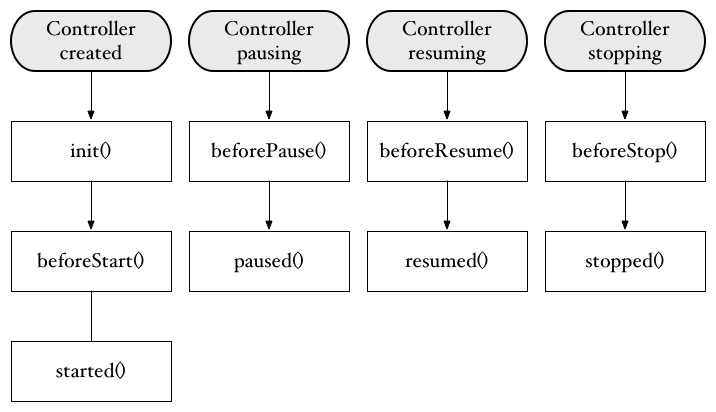 Controller
created
Controller
pausing
Controller
resuming
Controller
stopping
init()
beforePause()
beforeResume()
beforeStop()
beforeStart()
paused()
resumed()
stopped()
started()